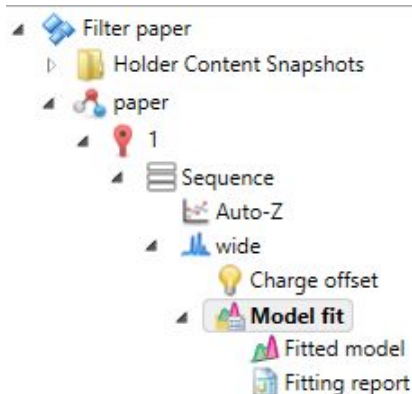 Filter paper
Holder Content Snapshots
paper
1
Sequence
Auto-Z
wide
Charge offset
Model fit
Fitted model
Fitting report